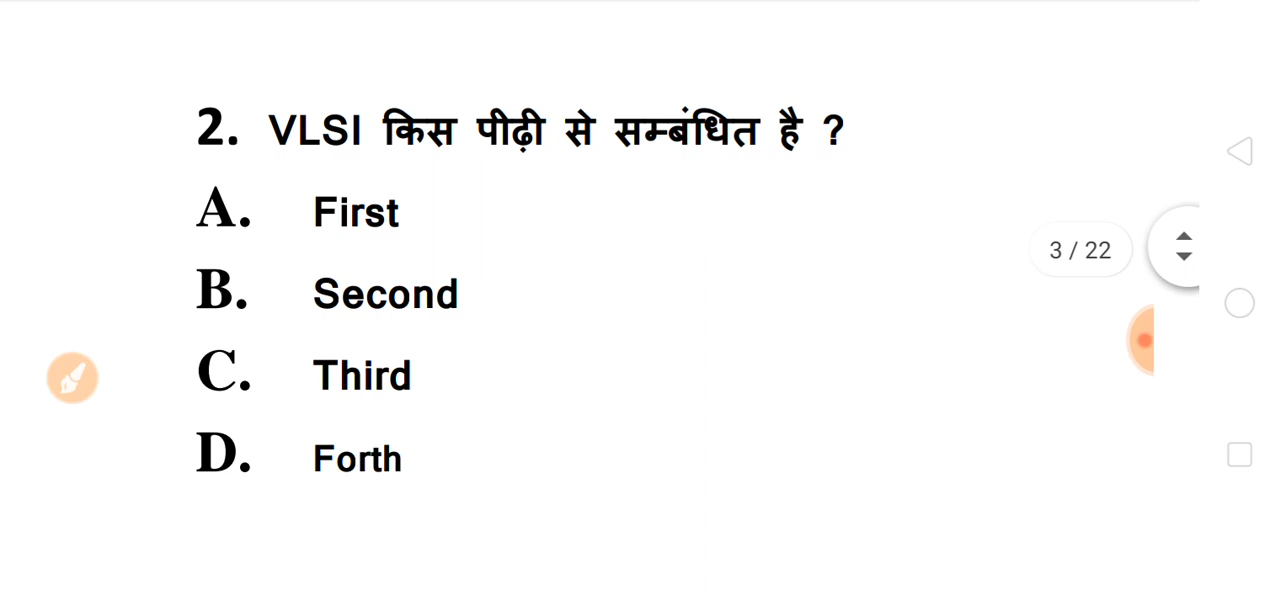 2. VLSI किस पीढ़ी से सम्बंधित है ?
A. First
3 / 22
B. Second
C. Third
D. Forth